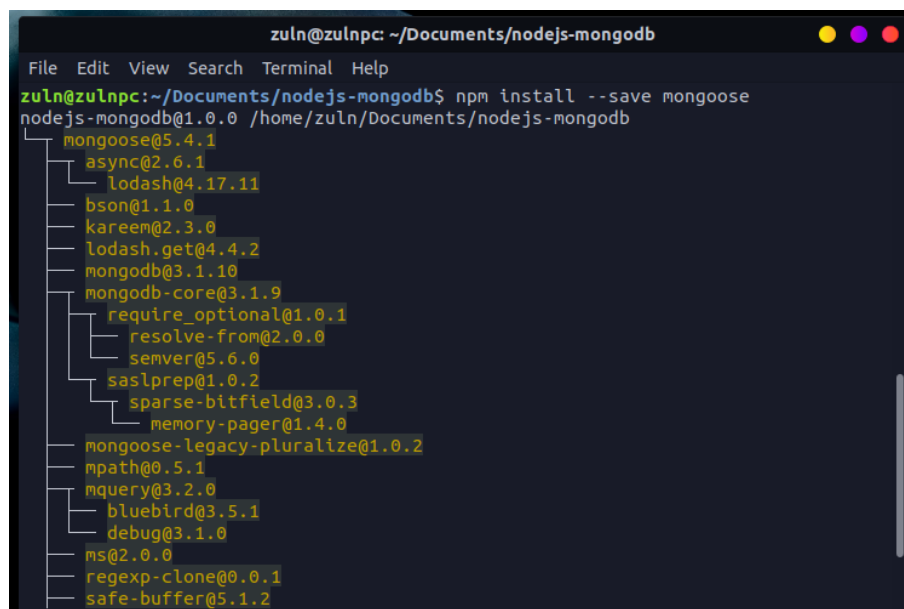 zuln@zulnpc: ~/Documents/nodejs-mongodb
File Edit View Search Terminal Help
zuln@zulnpc:~/Documents/nodejs-mongodb$ npm install --save mongoose
nodejs-mongodb@1.0.0 /home/zuln/Documents/nodejs-mongodb
└─┬ mongoose@5.4.1
  ├─┬ async@2.6.1
  │ └── lodash@4.17.11
  ├── bson@1.1.0
  ├── kareem@2.3.0
  ├── lodash.get@4.4.2
  ├── mongodb@3.1.10
  ├─┬ mongodb-core@3.1.9
  │ ├─┬ require_optional@1.0.1
  │ │ ├── resolve-from@2.0.0
  │ │ └── semver@5.6.0
  │ └─┬ saslprep@1.0.2
  │   └─┬ sparse-bitfield@3.0.3
  │     └── memory-pager@1.4.0
  ├── mongoose-legacy-pluralize@1.0.2
  ├── mpath@0.5.1
  ├─┬ mquery@3.2.0
  │ ├── bluebird@3.5.1
  │ └── debug@3.1.0
  ├── ms@2.0.0
  ├── regexp-clone@0.0.1
  ├── safe-buffer@5.1.2